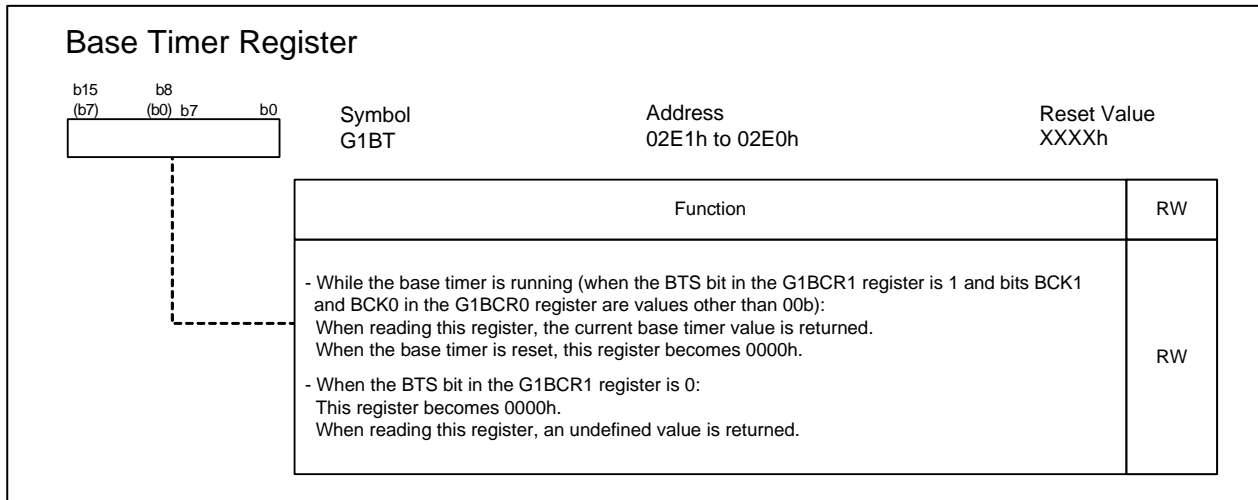 Base Timer Register
b15 b8
(b7) (b0) b7 b0
Symbol Address Reset Value
G1BT 02E1h to 02E0h XXXXh
Function RW
- While the base timer is running (when the BTS bit in the G1BCR1 register is 1 and bits BCK1
and BCK0 in the G1BCR0 register are values other than 00b):
When reading this register, the current base timer value is returned.
When the base timer is reset, this register becomes 0000h.
RW
- When the BTS bit in the G1BCR1 register is 0:
This register becomes 0000h.
When reading this register, an undefined value is returned.